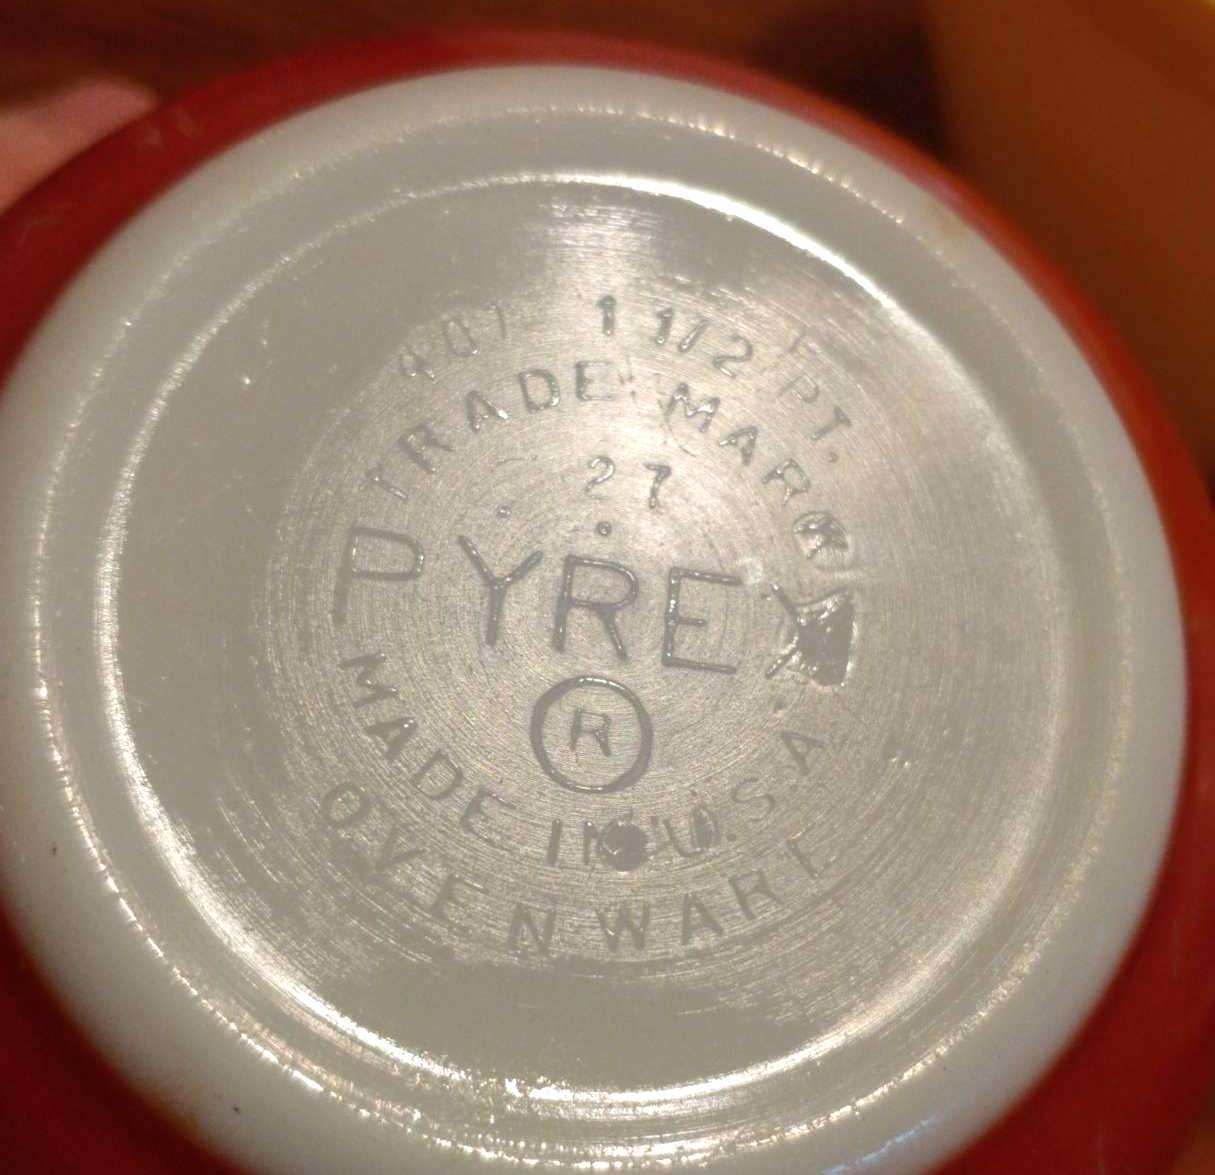 401 1 1/2 PT.
TRADE MARK
27
PYREX
®
MADE IN U.S.A
OVENWARE